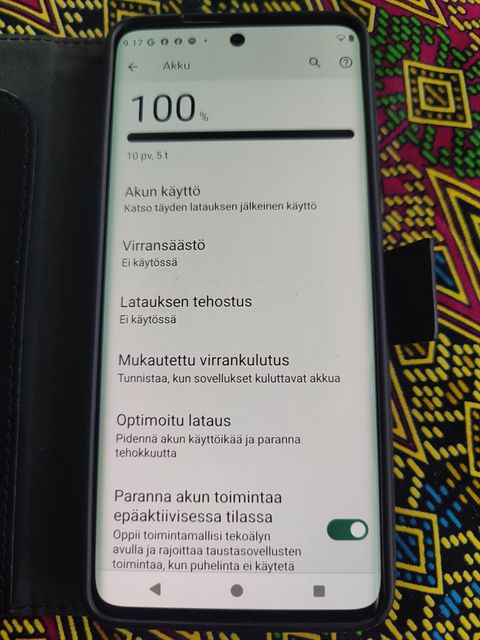 9.17
Akku
100 %
10 pv, 5 t
Akun käyttö
Katso täyden latauksen jälkeinen käyttö
Virransäästö
Ei käytössä
Latauksen tehostus
Ei käytössä
Mukautettu virrankulutus
Tunnistaa, kun sovellukset kuluttavat akkua
Optimoitu lataus
Pidennä akun käyttöikää ja paranna
tehokkuutta
Paranna akun toimintaa
epäaktiivisessa tilassa
Oppii toimintamallisi tekoälyn
avulla ja rajoittaa taustasovellusten
toimintaa, kun puhelinta ei käytetä